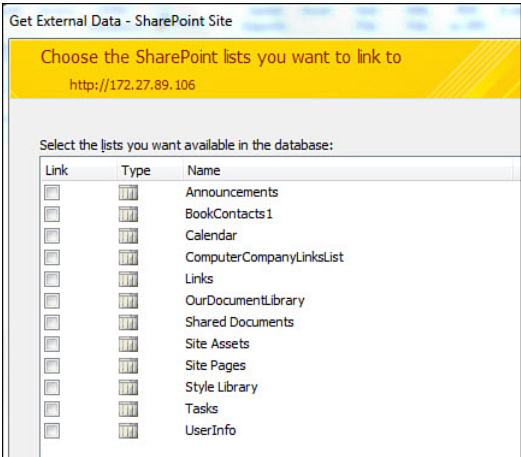 Get External Data - SharePoint Site
Choose the SharePoint lists you want to link to
http://172.27.89.106
Select the lists you want available in the database:
Link Type Name
Announcements
BookContacts1
Calendar
ComputerCompanyLinksList
Links
OurDocumentLibrary
Shared Documents
Site Assets
Site Pages
Style Library
Tasks
UserInfo